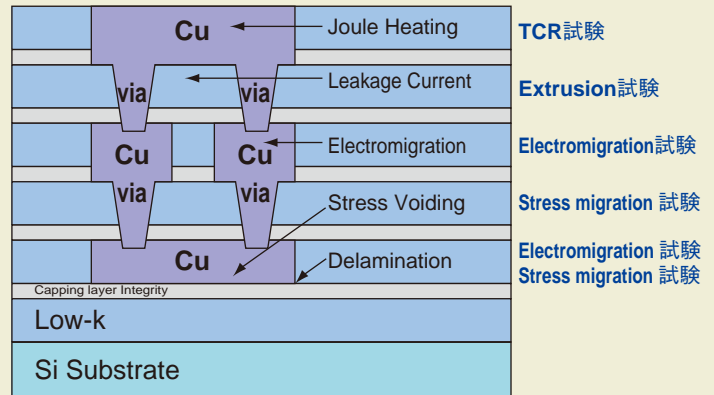 Cu
Joule Heating
TCR試験
via
via
Leakage Current
Extrusion試験
Cu
Cu
Electromigration
Electromigration試験
via
via
Stress Voiding
Stress migration 試験
Cu
Delamination
Electromigration 試験
Stress migration 試験
Capping layer Integrity
Low-k
Si Substrate